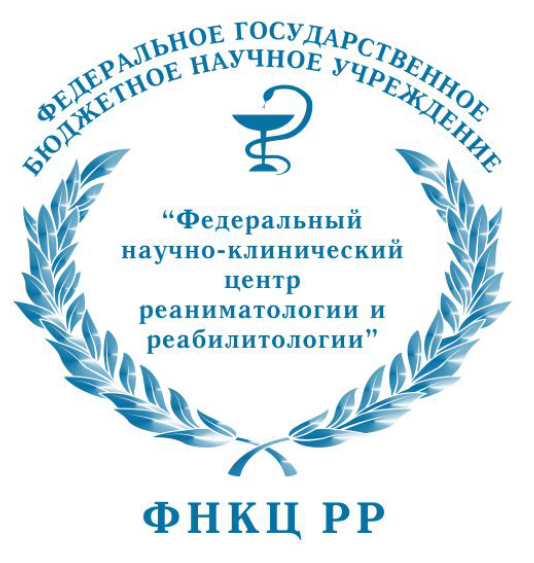 ФЕДЕРАЛЬНОЕ ГОСУДАРСТВЕННОЕ
БЮДЖЕТНОЕ НАУЧНОЕ УЧРЕЖДЕНИЕ
“Федеральный
научно-клинический
центр
реаниматологии и
реабилитологии”
ФНКЦ РР